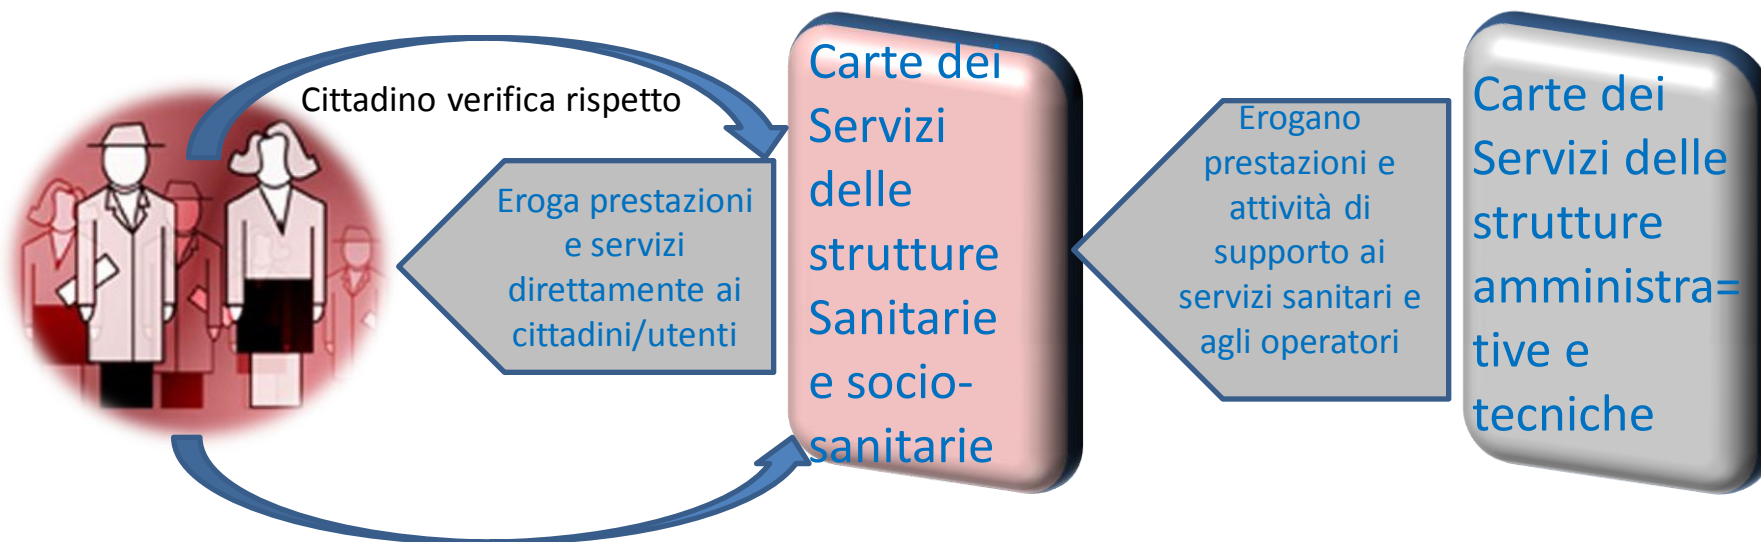 Cittadino verifica rispetto
Eroga prestazioni
e servizi
direttamente ai
cittadini/utenti
Carte dei
Servizi
delle
strutture
Sanitarie
e socio-
sanitarie
Erogano
prestazioni e
attività di
supporto ai
servizi sanitari e
agli operatori
Carte dei
Servizi delle
strutture
amministra=
tive e
tecniche